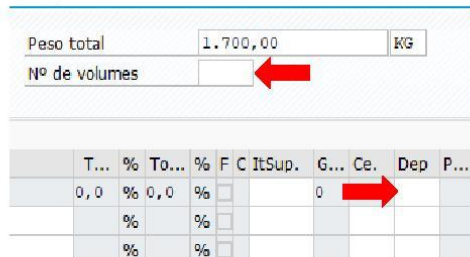 Peso total 1.700,00 KG
Nº de volumes
T... % To... % F C ItSup. G... Ce. Dep P...
0,0 % 0,0 % 0
% %
% %